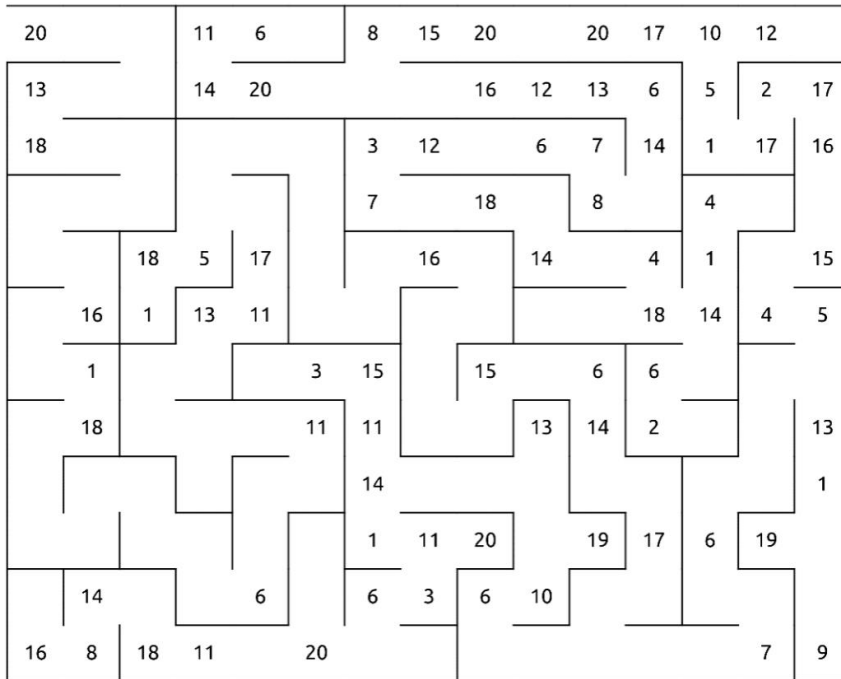 20 11 6 8 15 20 20 17 10 12
13 14 20 16 12 13 6 5 2 17
18 3 12 6 7 14 1 17 16
7 18 8 4
18 5 17 16 14 4 1 15
16 1 13 11 18 14 4 5
1 3 15 15 6 6
18 11 11 13 14 2 13
14 1
1 11 20 19 17 6 19
14 6 6 3 6 10
16 8 18 11 20 7 9